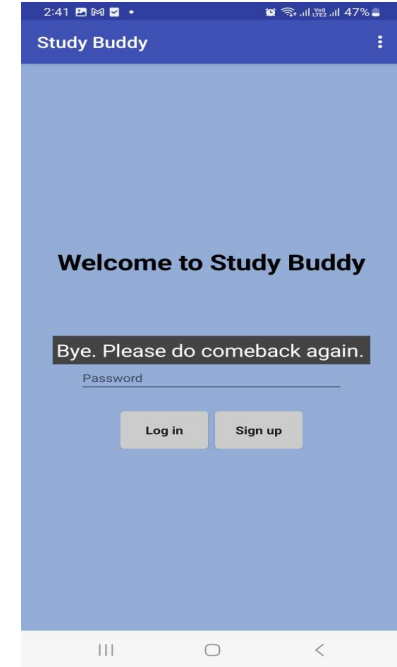 2:41 47%
Study Buddy
Welcome to Study Buddy
Bye. Please do comeback again.
Password
Log in Sign up